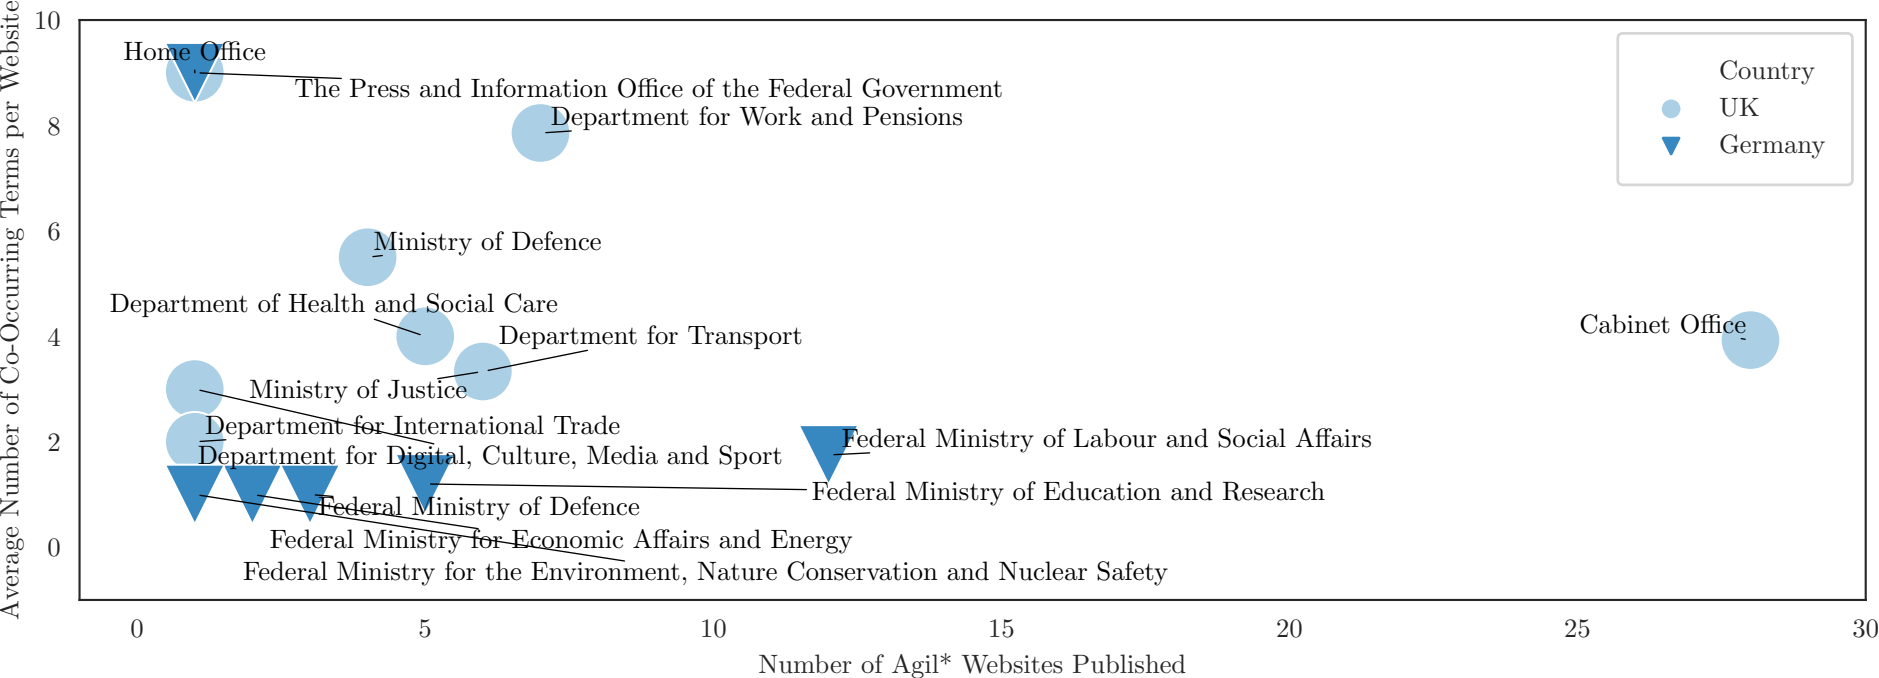 Average Number of Co-Occurring Terms per Website
10
8
6
4
2
0
Home Office
The Press and Information Office of the Federal Government
Department for Work and Pensions
Ministry of Defence
Department of Health and Social Care
Department for Transport
Cabinet Office
Ministry of Justice
Department for International Trade
Federal Ministry of Labour and Social Affairs
Department for Digital, Culture, Media and Sport
Federal Ministry of Education and Research
Federal Ministry of Defence
Federal Ministry for Economic Affairs and Energy
Federal Ministry for the Environment, Nature Conservation and Nuclear Safety
Country
UK
Germany
0 5 10 15 20 25 30
Number of Agil* Websites Published